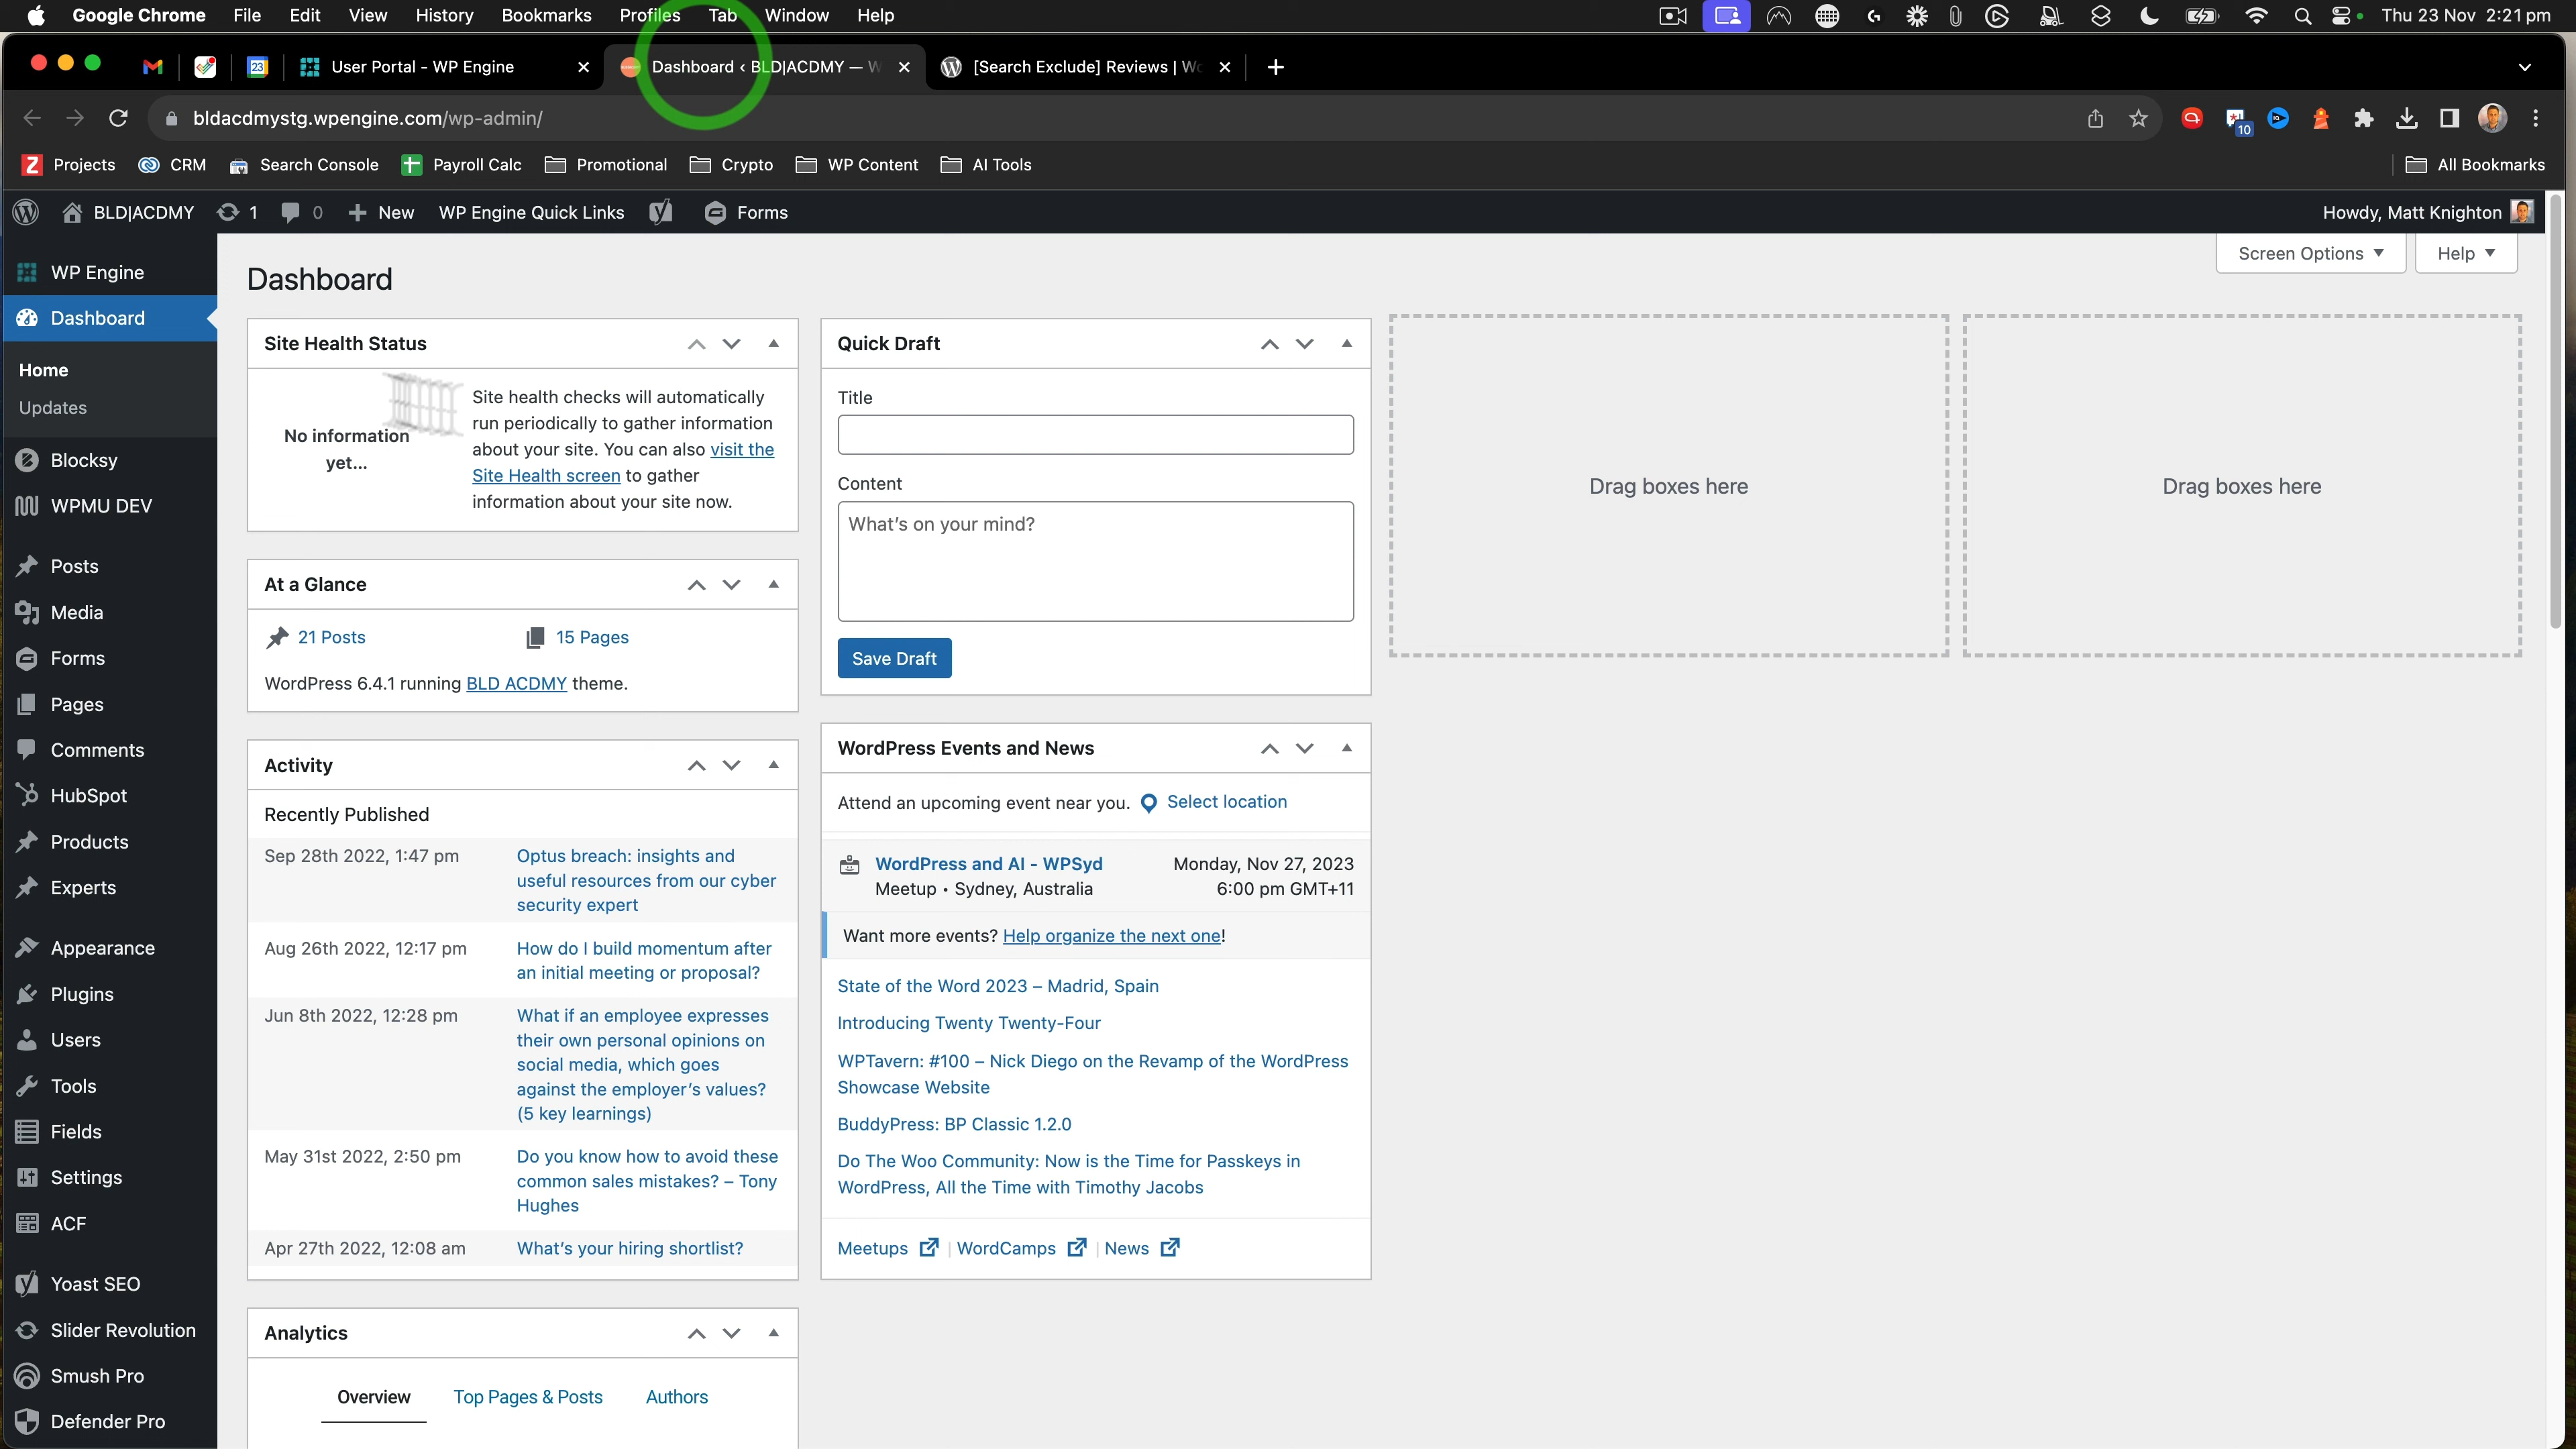 Google Chrome File Edit View History Bookmarks Profiles Tab Window Help Thu 23 Nov 2:21 pm
23 User Portal - WP Engine Dashboard ‹ BLD|ACDMY — W [Search Exclude] Reviews | Wo
bldacdmystg.wpengine.com/wp-admin/ 10
Projects CRM Search Console Payroll Calc Promotional Crypto WP Content AI Tools All Bookmarks
BLD|ACDMY 1 0 New WP Engine Quick Links Forms Howdy, Matt Knighton
WP Engine
Dashboard
Home
Updates
Blocksy
WPMU DEV
Posts
Media
Forms
Pages
Comments
HubSpot
Products
Experts
Appearance
Plugins
Users
Tools
Fields
Settings
ACF
Yoast SEO
Slider Revolution
Smush Pro
Defender Pro
Screen Options Help
Dashboard
Site Health Status
No information
yet...
Site health checks will automatically
run periodically to gather information
about your site. You can also visit the
Site Health screen to gather
information about your site now.
At a Glance
21 Posts 15 Pages
WordPress 6.4.1 running BLD ACDMY theme.
Activity
Recently Published
Sep 28th 2022, 1:47 pm Optus breach: insights and
useful resources from our cyber
security expert
Aug 26th 2022, 12:17 pm How do I build momentum after
an initial meeting or proposal?
Jun 8th 2022, 12:28 pm What if an employee expresses
their own personal opinions on
social media, which goes
against the employer's values?
(5 key learnings)
May 31st 2022, 2:50 pm Do you know how to avoid these
common sales mistakes? – Tony
Hughes
Apr 27th 2022, 12:08 am What's your hiring shortlist?
Analytics
Overview Top Pages & Posts Authors
Quick Draft
Title
Content
What's on your mind?
Save Draft
WordPress Events and News
Attend an upcoming event near you. Select location
WordPress and AI - WPSyd Monday, Nov 27, 2023
Meetup • Sydney, Australia 6:00 pm GMT+11
Want more events? Help organize the next one!
State of the Word 2023 – Madrid, Spain
Introducing Twenty Twenty-Four
WPTavern: #100 – Nick Diego on the Revamp of the WordPress
Showcase Website
BuddyPress: BP Classic 1.2.0
Do The Woo Community: Now is the Time for Passkeys in
WordPress, All the Time with Timothy Jacobs
Meetups | WordCamps | News
Drag boxes here
Drag boxes here